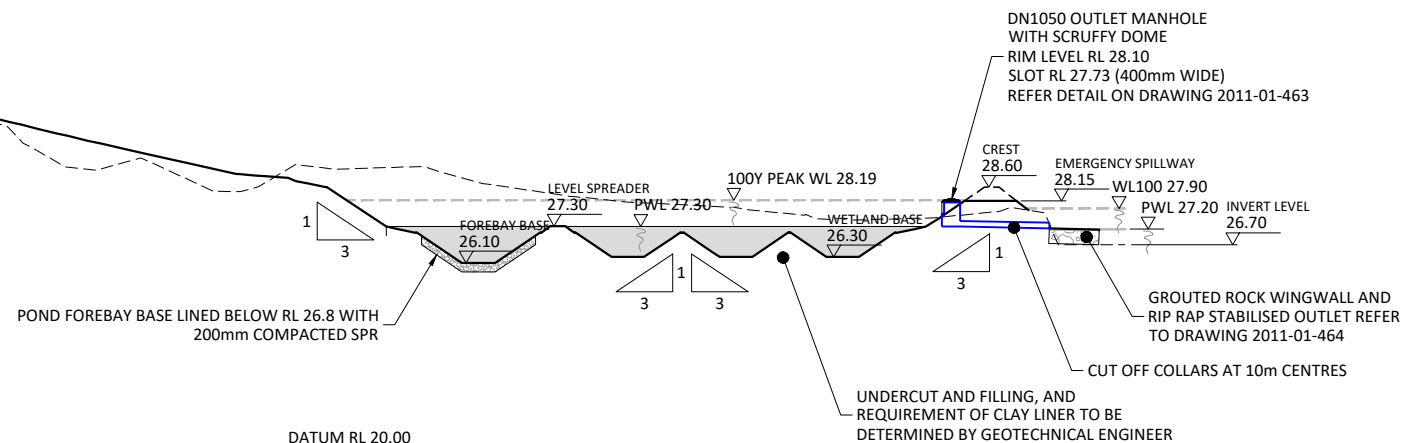 DN1050 OUTLET MANHOLE
WITH SCRUFFY DOME
RIM LEVEL RL 28.10
SLOT RL 27.73 (400mm WIDE)
REFER DETAIL ON DRAWING 2011-01-463
CREST
28.60
EMERGENCY SPILLWAY
28.15
WL100 27.90
PWL 27.20
INVERT LEVEL
26.70
100Y PEAK WL 28.19
LEVEL SPREADER
27.30
PWL 27.30
FOREBAY BASE
26.10
WETLAND BASE
26.30
1
3
1
3
3
1
3
POND FOREBAY BASE LINED BELOW RL 26.8 WITH
200mm COMPACTED SPR
GROUTED ROCK WINGWALL AND
RIP RAP STABILISED OUTLET REFER
TO DRAWING 2011-01-464
CUT OFF COLLARS AT 10m CENTRES
UNDERCUT AND FILLING, AND
REQUIREMENT OF CLAY LINER TO BE
DETERMINED BY GEOTECHNICAL ENGINEER
DATUM RL 20.00